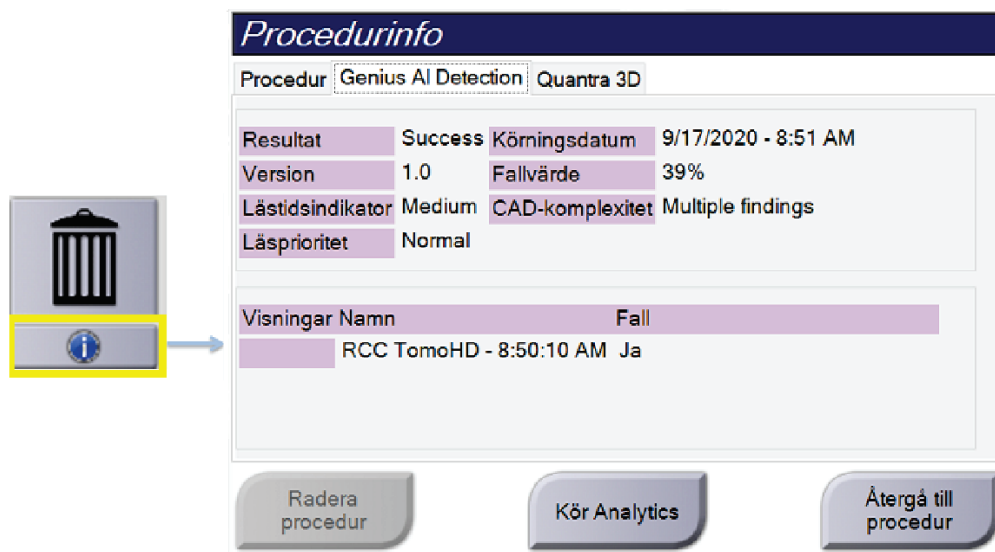 Procedurinfo
Procedur Genius AI Detection Quantra 3D
Resultat Success Körningsdatum 9/17/2020 - 8:51 AM
Version 1.0 Fallvärde 39%
Lästidsindikator Medium CAD-komplexitet Multiple findings
Läsprioritet Normal
Visningar Namn Fall
RCC TomoHD - 8:50:10 AM Ja
Radera
procedur
Kör Analytics
Återgå till
procedur